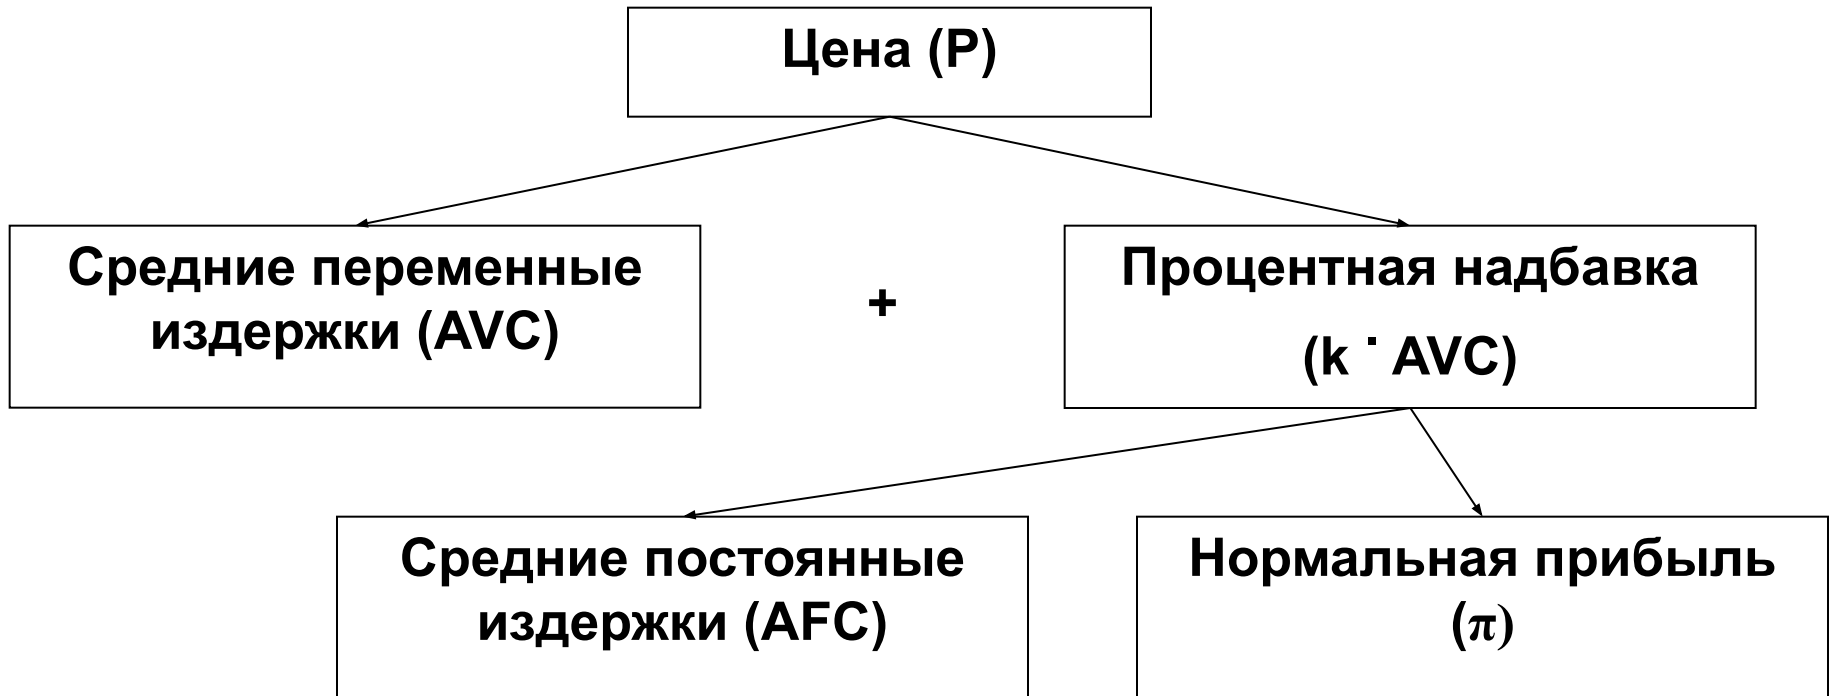 Цена (P)
Средние переменные
издержки (AVC)
+
Процентная надбавка
(k · AVC)
Средние постоянные
издержки (AFC)
Нормальная прибыль
(π)